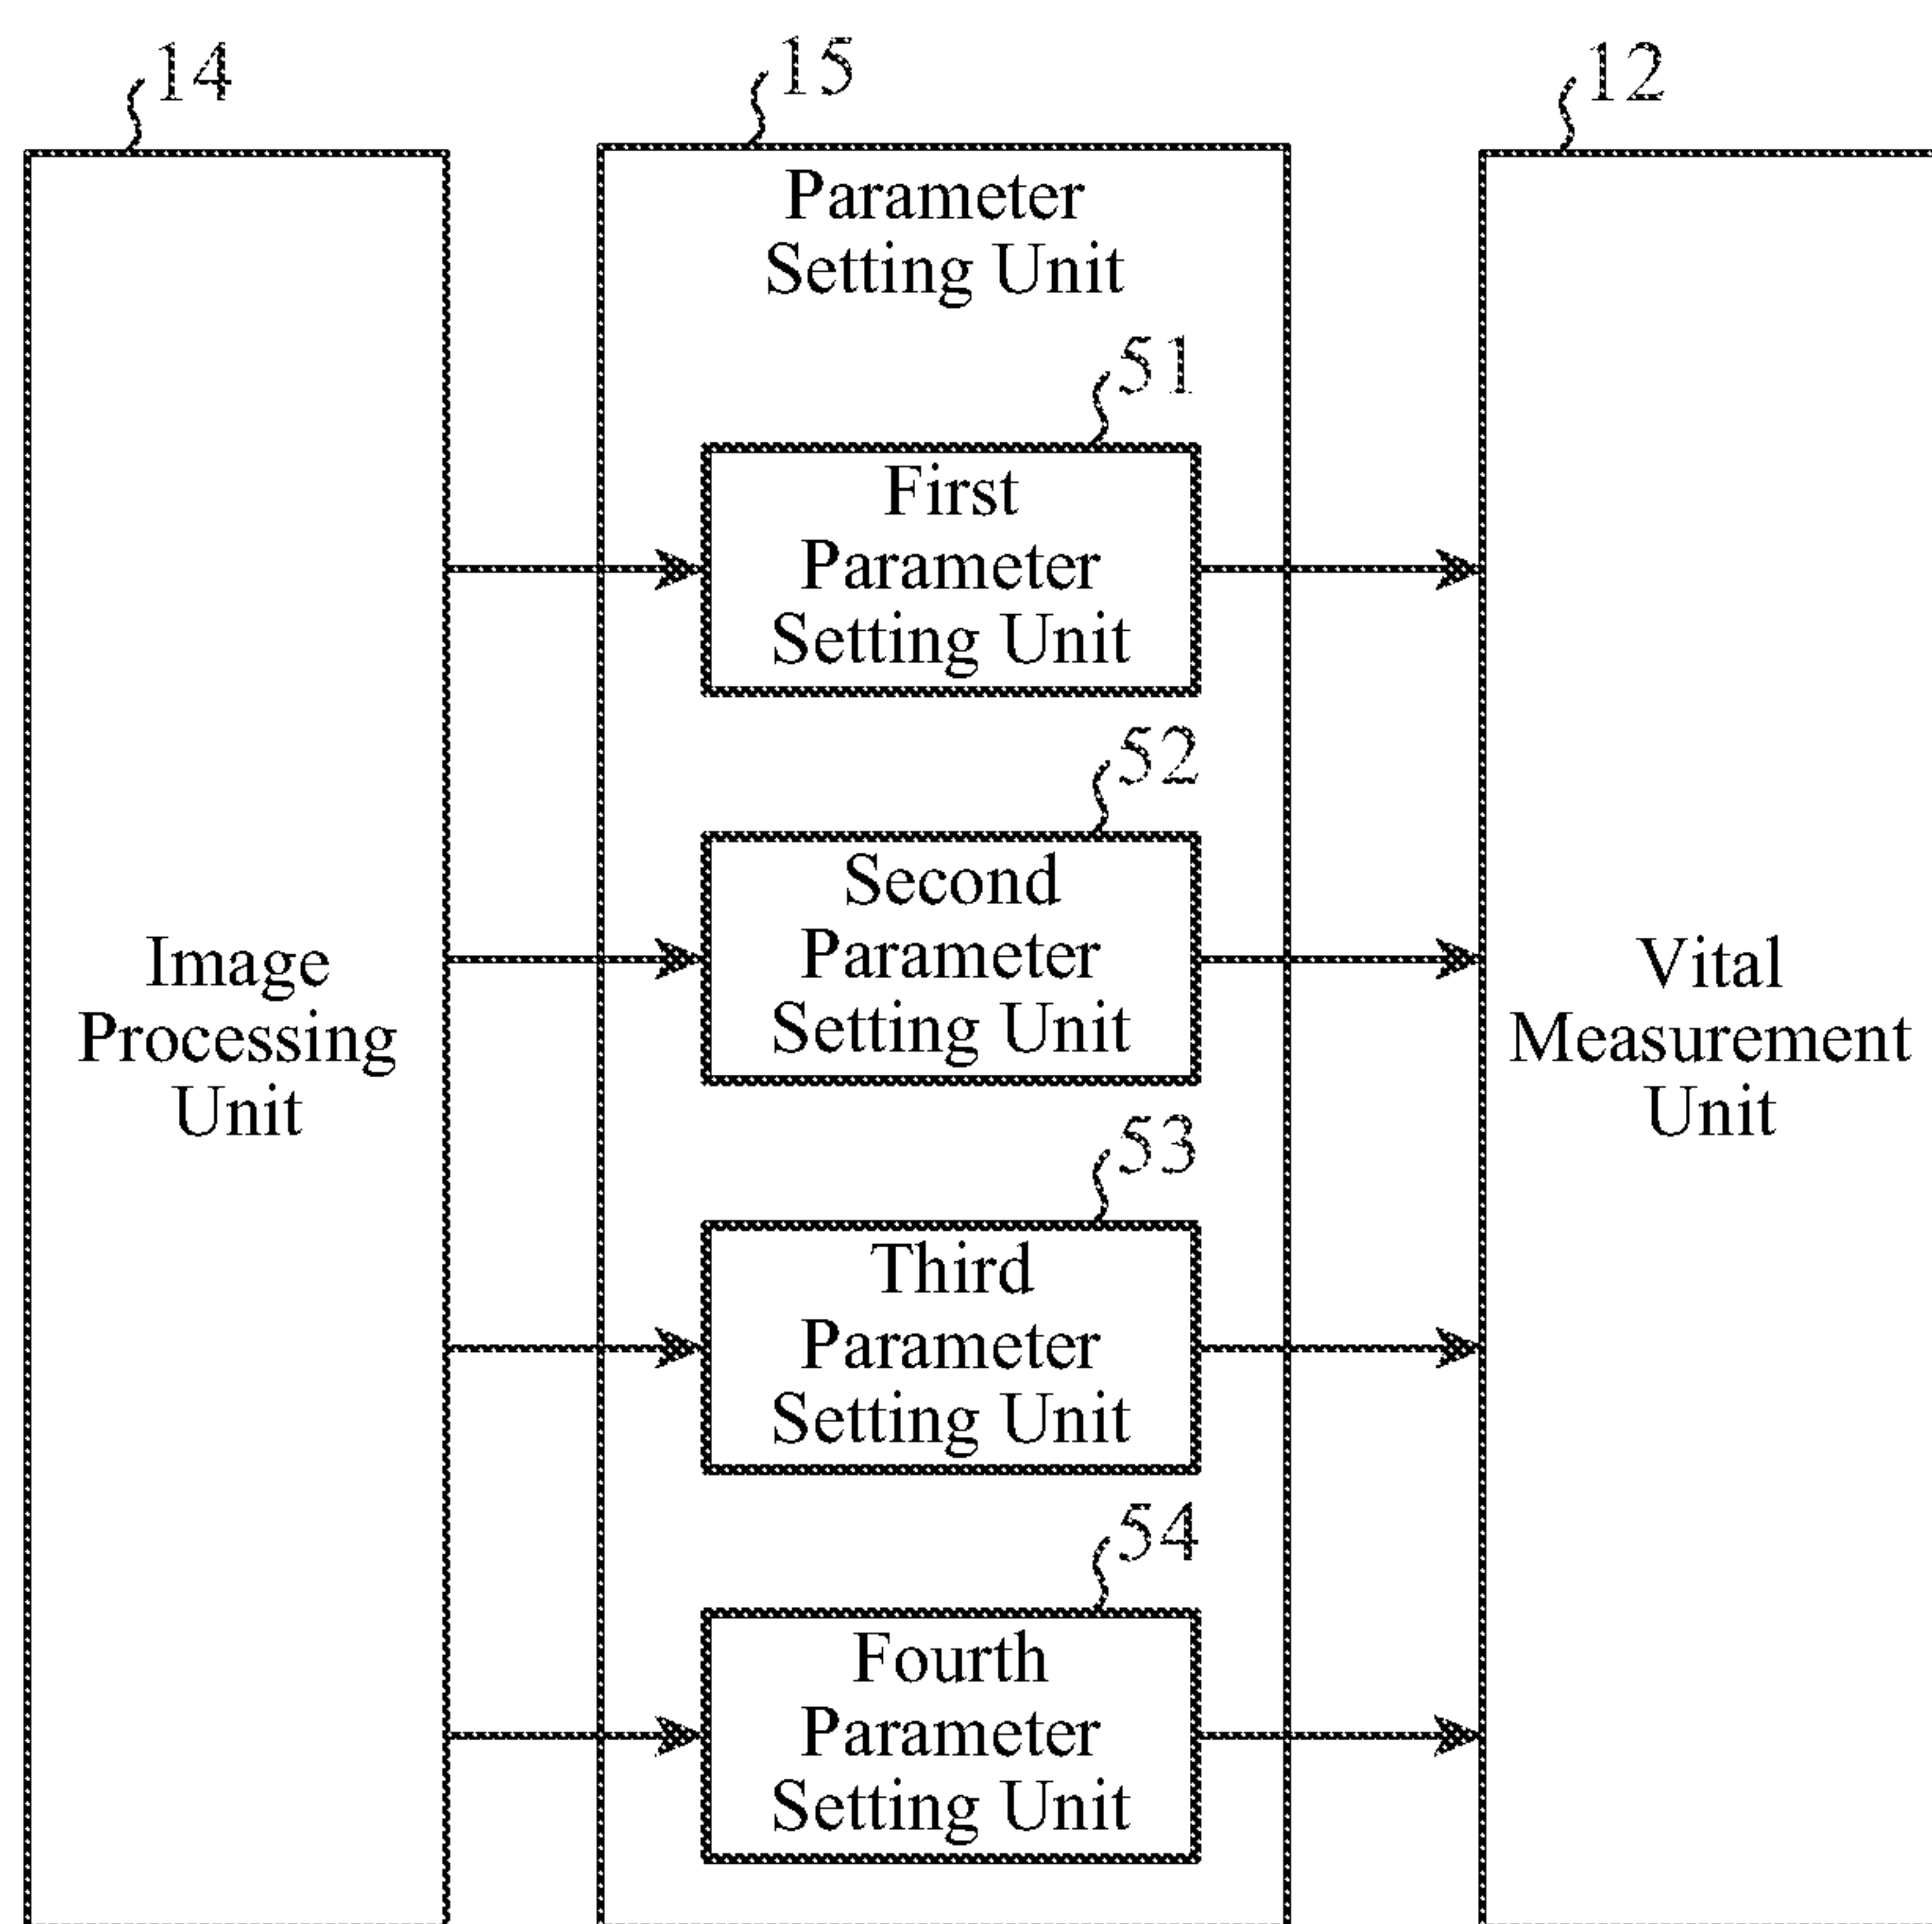 14
15
12
Parameter
Setting Unit
51
First
Parameter
Setting Unit
52
Second
Parameter
Setting Unit
Image
Processing
Unit
Vital
Measurement
Unit
53
Third
Parameter
Setting Unit
54
Fourth
Parameter
Setting Unit